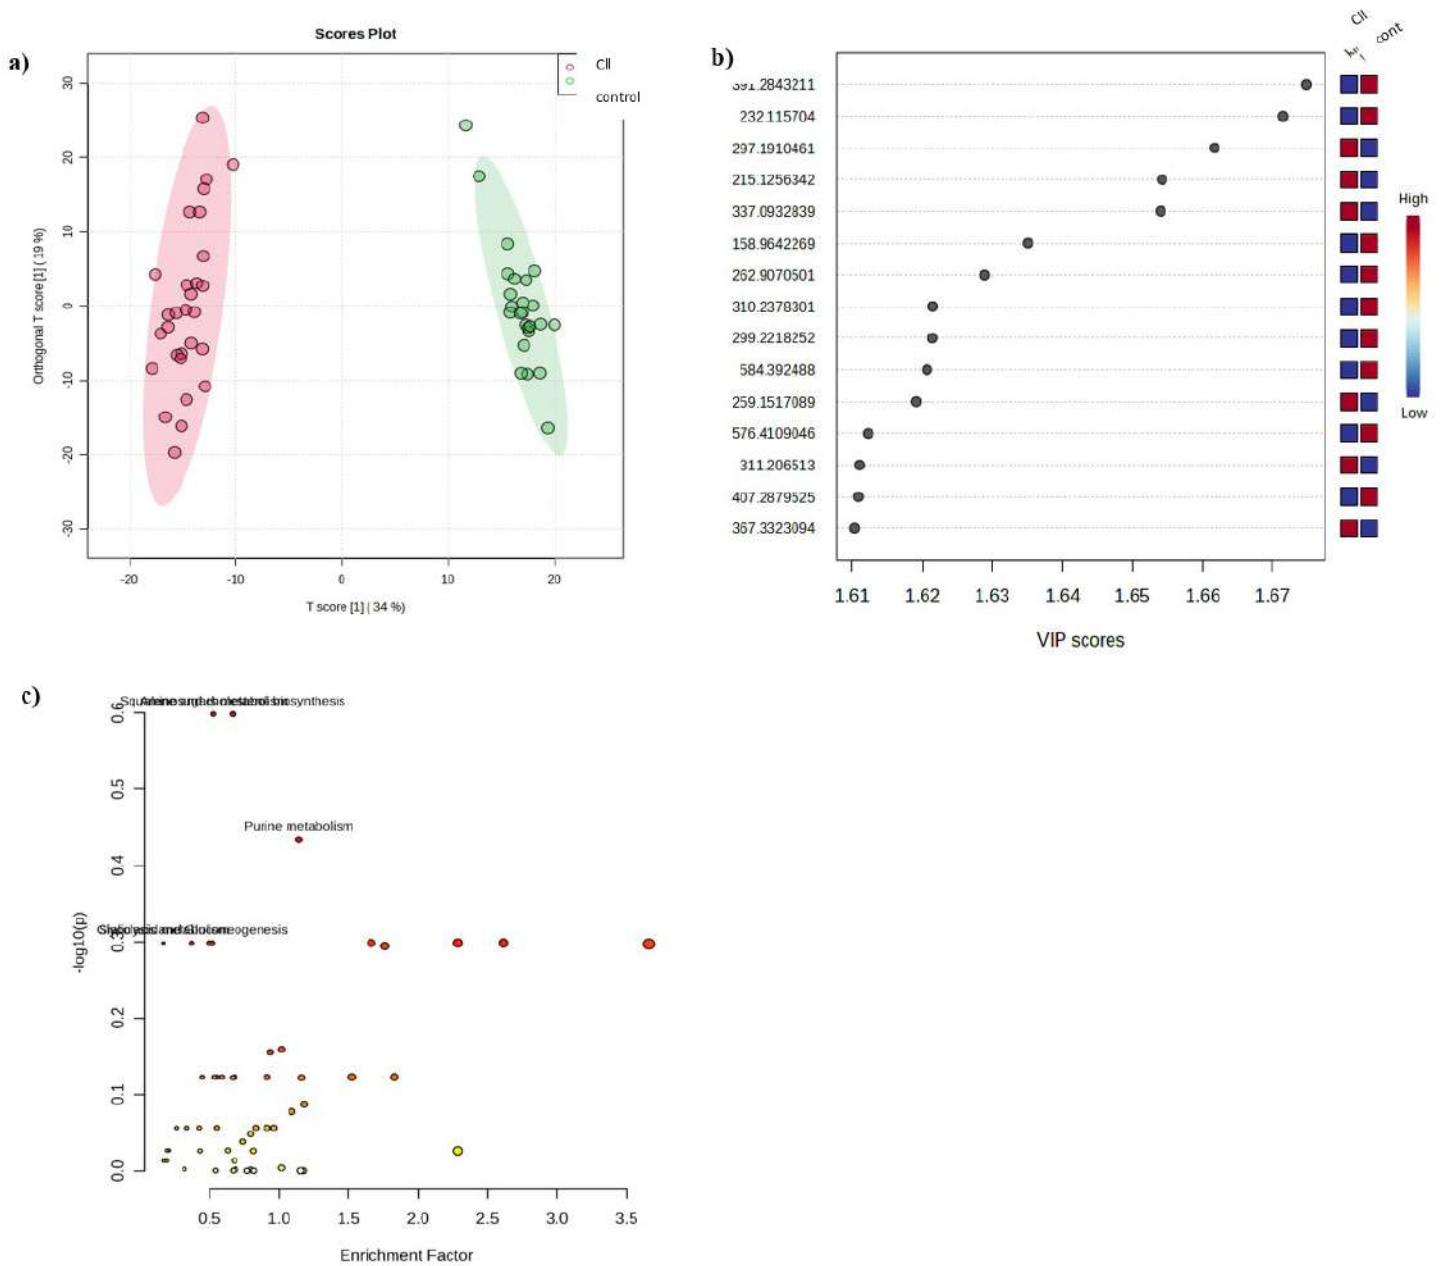 a)
Scores Plot
Cll
control
30
20
10
0
10
-20
-30
Orthogonal T score [1] ( 19 %)
-20
-10
0
10
20
T score [1] ( 34 %)
b)
Cll
cont
.2843211
232.115704
297.1910461
215.1256342
337.0932839
158.9642269
262.9070501
310.2378301
299.2218252
584.392488
259.1517089
576.4109046
311.206513
407.2879525
367.3323094
High
Low
1.61
1.62
1.63
1.64
1.65
1.66
1.67
VIP scores
c)
biosynthesis
Purine metabolism
0.6
0.5
0.4
0.3
0.2
0.1
0.0
-log10(p)
0.5
1.0
1.5
2.0
2.5
3.0
3.5
Enrichment Factor